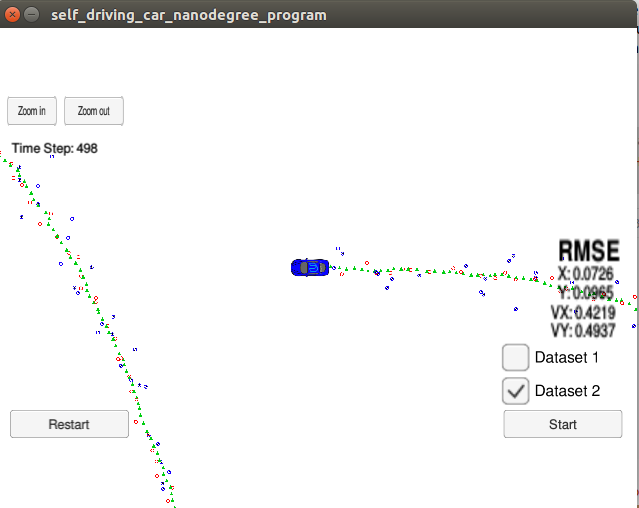 self_driving_car_nanodegree_program
Zoom in
Zoom out
Time Step: 498
RMSE
X: 0.0726
Y: 0.0965
VX: 0.4219
VY: 0.4937
Dataset 1
Dataset 2
Restart
Start